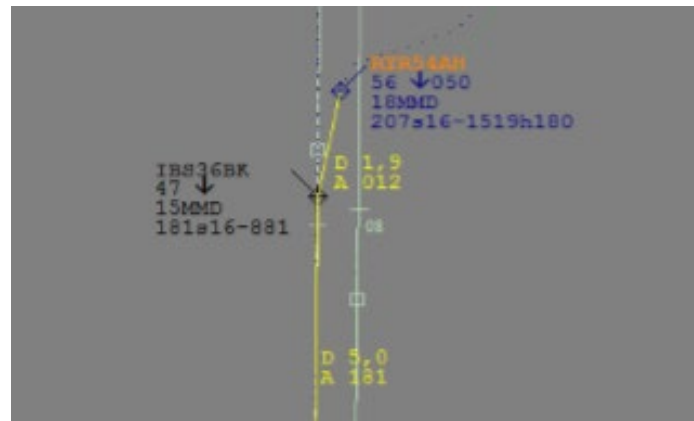 RYR54AH
56 ↓050
18MMD
207s16-1519h180
D 1,9
A 012
IBS36BK
47 ↓
15MMD
181s16-881
08
D 5,0
A 181